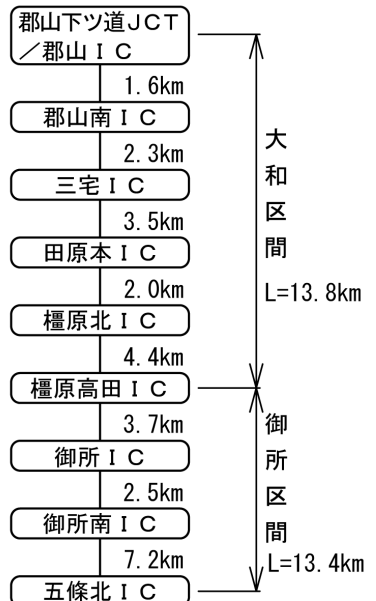 郡山下ツ道JCT
／郡山IC
1.6km
郡山南IC
2.3km
三宅IC
3.5km
田原本IC
2.0km
橿原北IC
4.4km
橿原高田IC
3.7km
御所IC
2.5km
御所南IC
7.2km
五條北IC
大和区間
L=13.8km
御所区間
L=13.4km